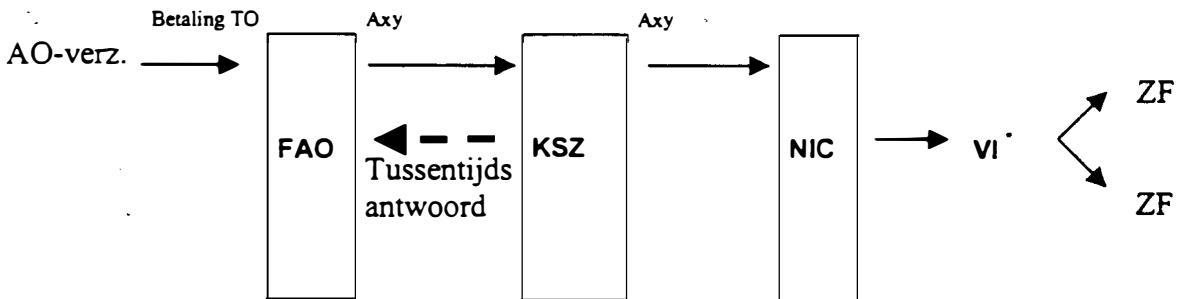 Betaling TO
Axy
Axy
AO-verz.
ZF
FAO
KSZ
NIC
VI
Tussentijds
antwoord
ZF